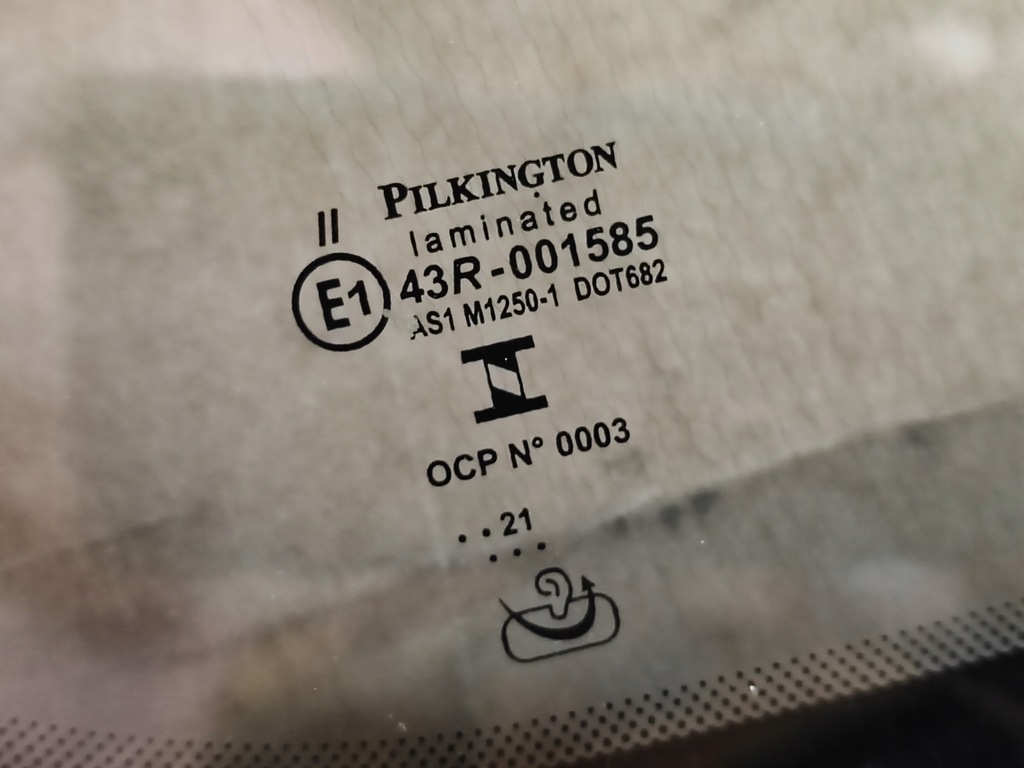 PILKINGTON
II
laminated
E1 43R-001585
AS1 M1250-1 DOT682
OCP N° 0003
..21
...